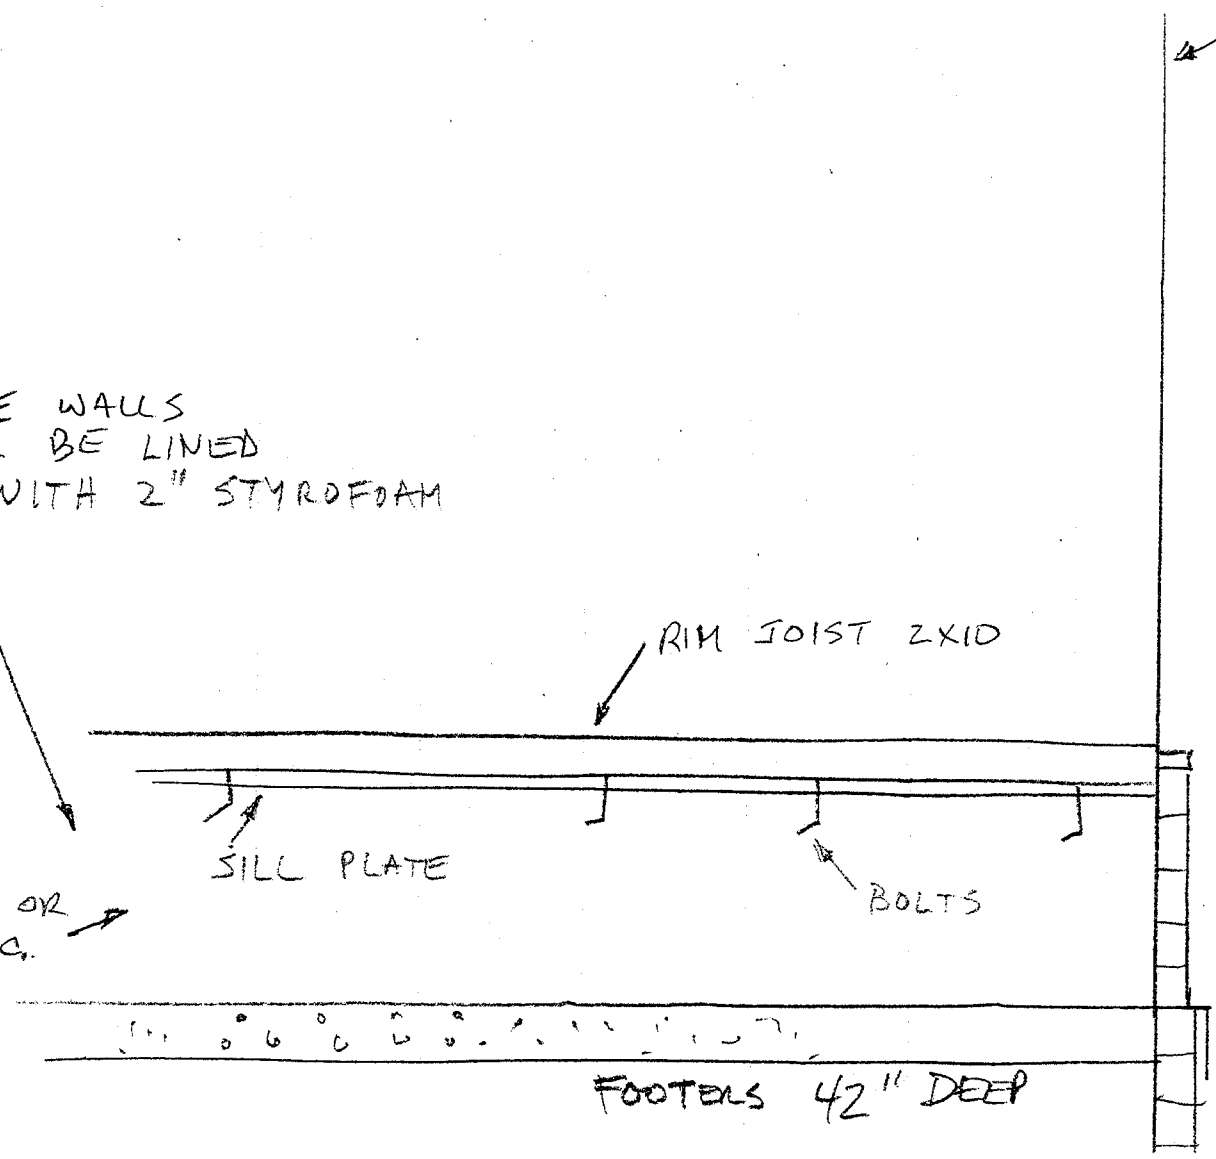 E WALLS
BE LINED
WITH 2" STYROFOAM
RIM JOIST 2X10
SILL PLATE
BOLTS
OR
C.
FOOTERS 42" DEEP